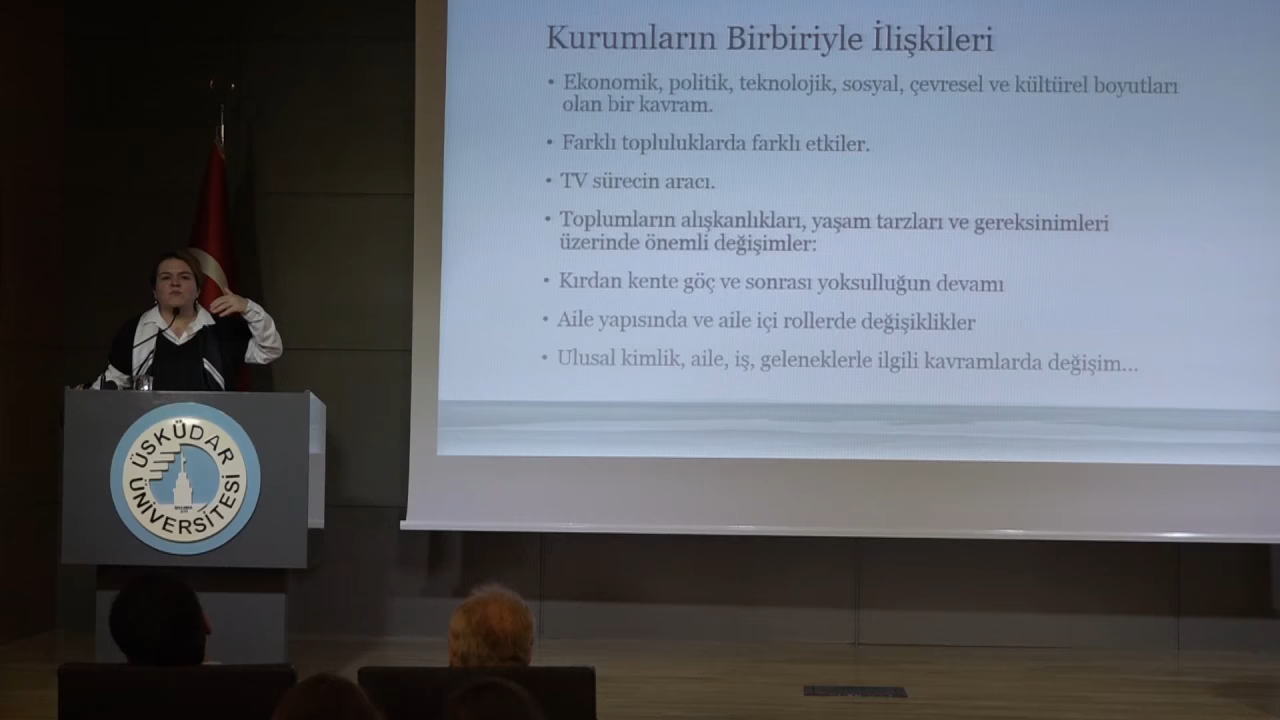 Kurumların Birbiriyle İlişkileri
• Ekonomik, politik, teknolojik, sosyal, çevresel ve kültürel boyutları
olan bir kavram.
• Farklı topluluklarda farklı etkiler.
• TV sürecin aracı.
• Toplumların alışkanlıkları, yaşam tarzları ve gereksinimleri
üzerinde önemli değişimler:
• Kırdan kente göç ve sonrası yoksulluğun devamı
• Aile yapısında ve aile içi rollerde değişiklikler
• Ulusal kimlik, aile, iş, geleneklerle ilgili kavramlarda değişim...
ÜSKÜDAR
ÜNİVERSİTESİ